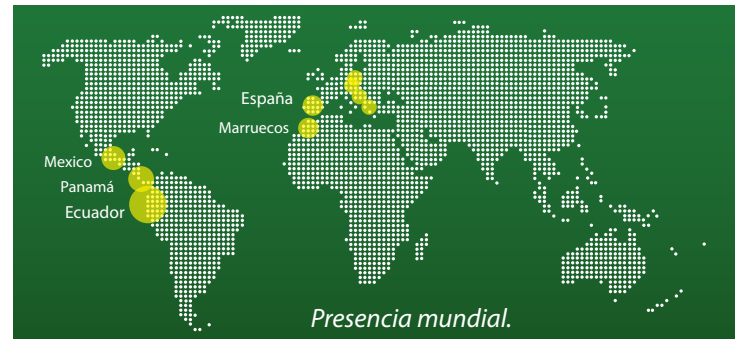 España
Marruecos
Mexico
Panamá
Ecuador
Presencia mundial.